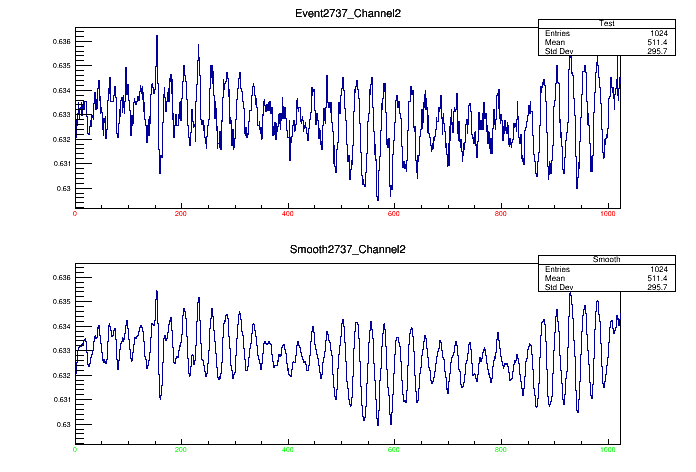 Event2737_Channel2
Test
Entries 1024
Mean 511.4
Std Dev 295.7
0.636
0.635
0.634
0.633
0.632
0.631
0.63
0 200 400 600 800 1000
Smooth2737_Channel2
Smooth
Entries 1024
Mean 511.4
Std Dev 295.7
0.636
0.635
0.634
0.633
0.632
0.631
0.63
0 200 400 600 800 1000